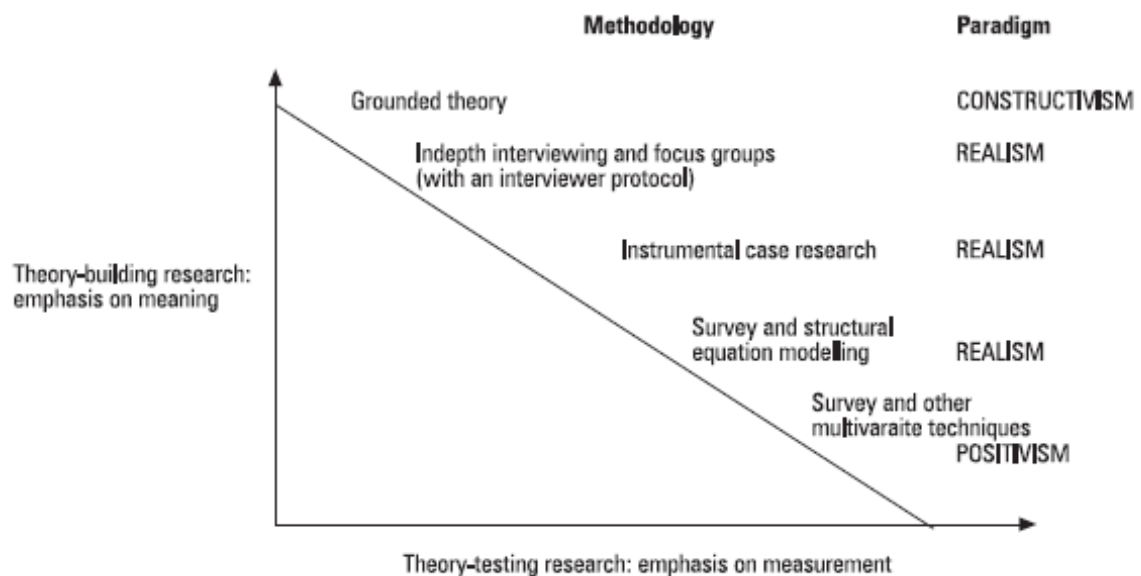 Methodology Paradigm
Grounded theory CONSTRUCTIVISM
Indepth interviewing and focus groups REALISM
(with an interviewer protocol)
Instrumental case research REALISM
Theory-building research:
emphasis on meaning
Survey and structural
equation modelling REALISM
Survey and other
multivaraite techniques
POSITIVISM
Theory-testing research: emphasis on measurement